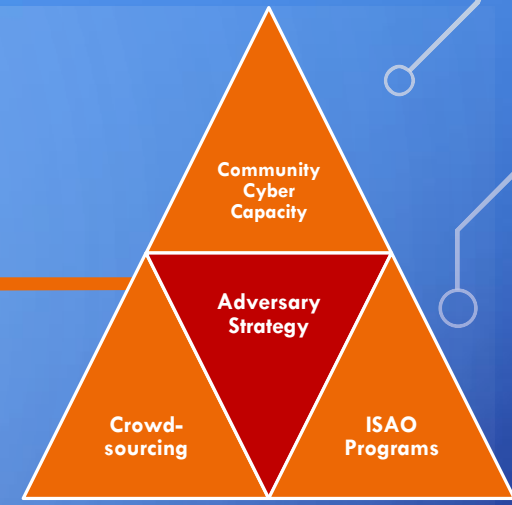 Community
Cyber
Capacity
Adversary
Strategy
Crowd-
sourcing
ISAO
Programs